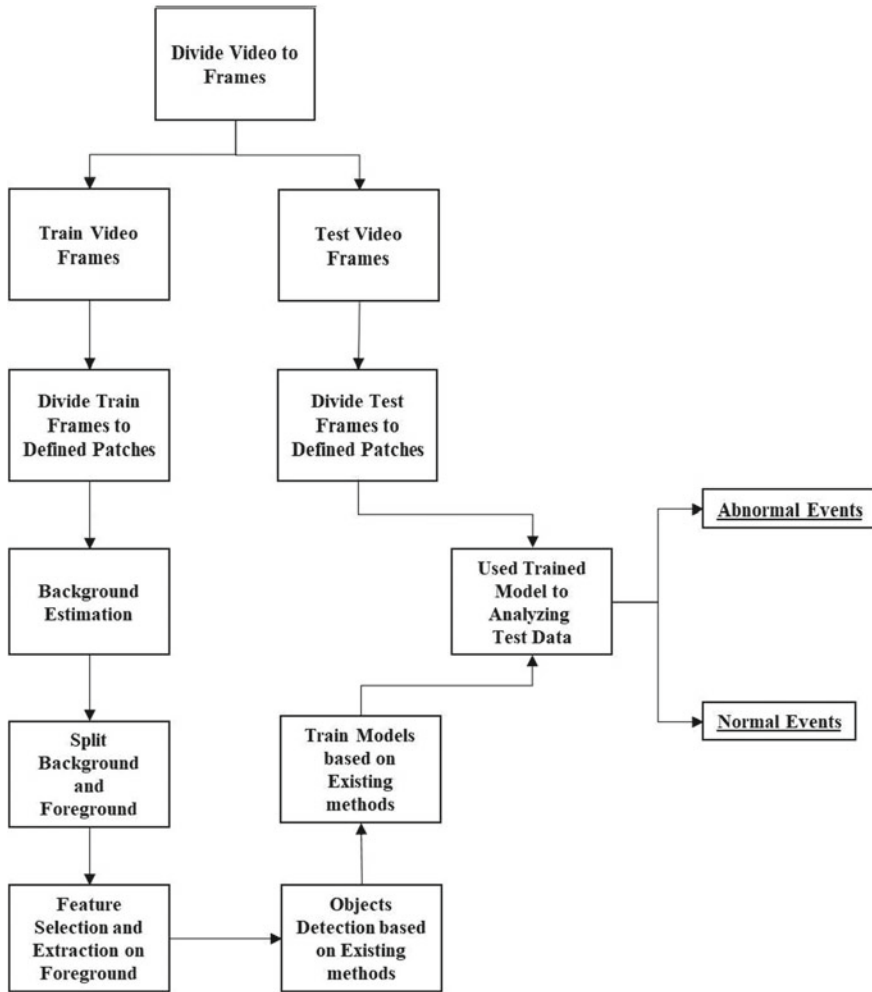 Divide Video to
Frames
Train Video
Frames
Test Video
Frames
Divide Train
Frames to
Defined Patches
Divide Test
Frames to
Defined Patches
Background
Estimation
Used Trained
Model to
Analyzing
Test Data
Abnormal Events
Normal Events
Split
Background
and
Foreground
Train Models
based on
Existing
methods
Feature
Selection and
Extraction on
Foreground
Objects
Detection based
on Existing
methods